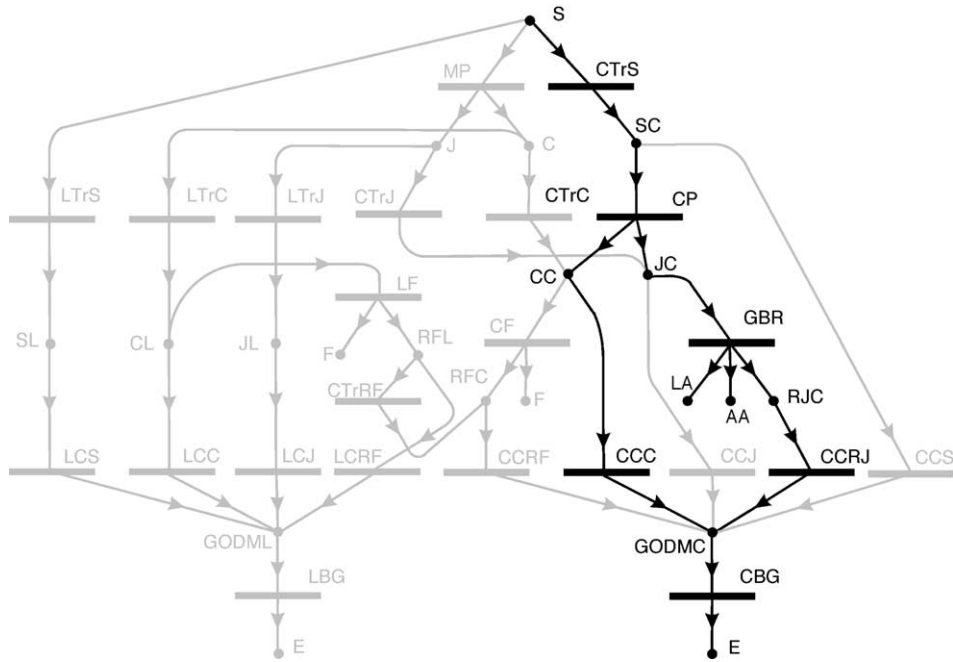 S
MP
CTrS
SC
J
C
LTrS
LTrC
LTrJ
CTrJ
CTrC
CP
CC
JC
LF
GBR
SL
CL
JL
F
RFL
CF
LA
AA
RJC
CTrRF
RFC
F
LCS
LCC
LCJ
LCRF
CCRF
CCC
CCJ
CCRJ
CCS
GODML
GODMC
LBG
CBG
E
E